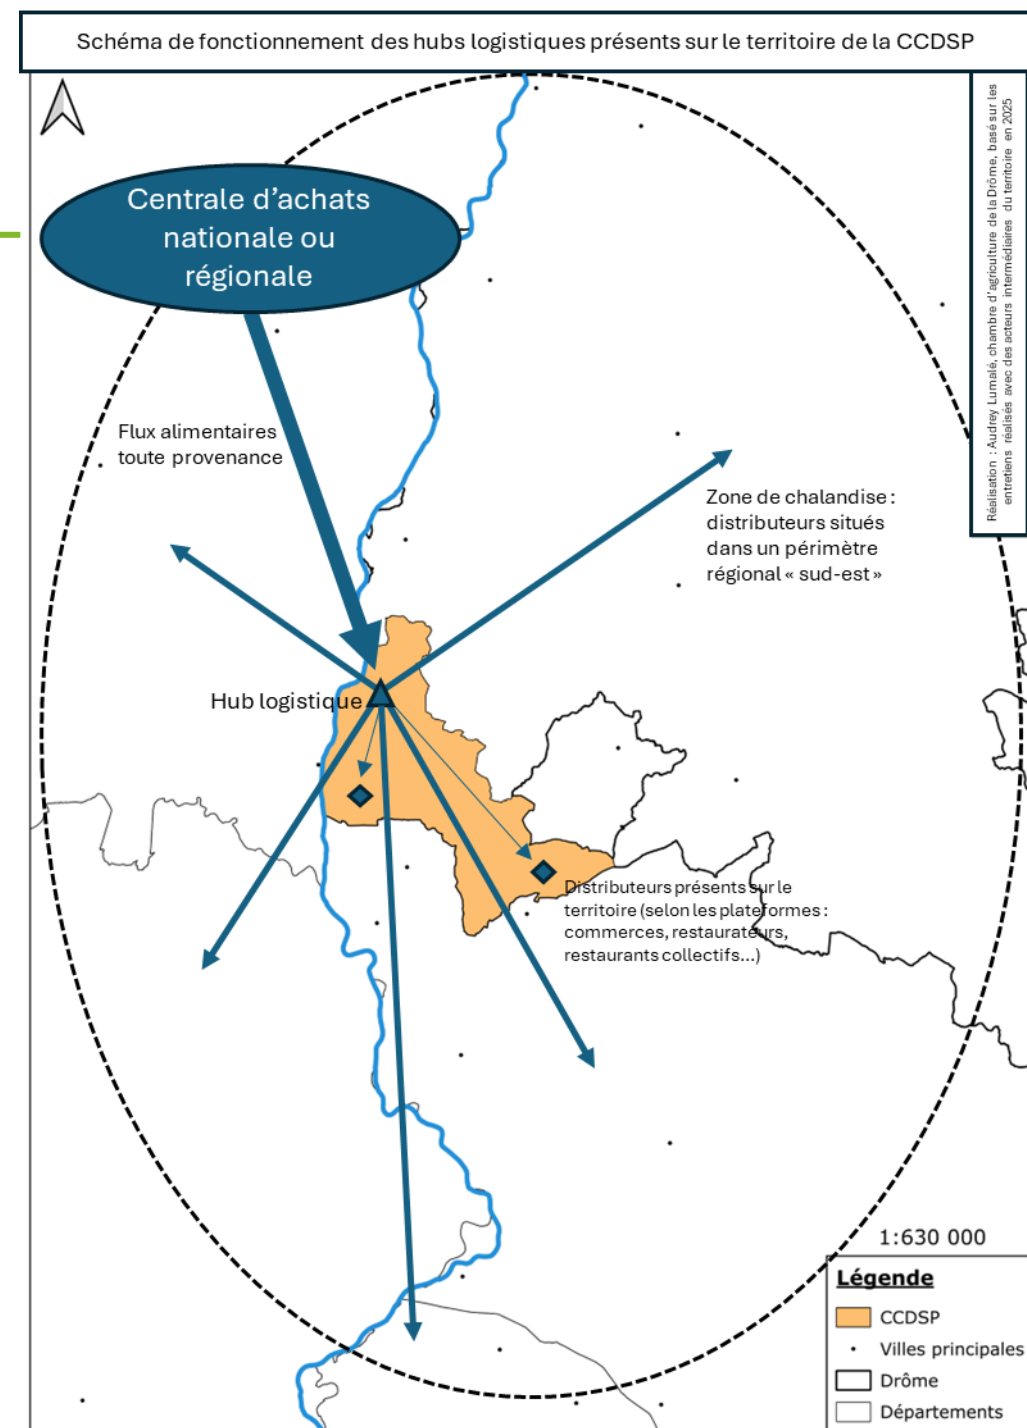 Schéma de fonctionnement des hubs logistiques présents sur le territoire de la CCDSP
Réalisation : Audrey Lumalé, chambre d'agriculture de la Drôme, basé sur les
entretiens réalisés avec des acteurs intermédiaires du territoire en 2025
Centrale d'achats
nationale ou
régionale
Flux alimentaires
toute provenance
Zone de chalandise :
distributeurs situés
dans un périmètre
régional « sud-est »
Hub logistique
Distributeurs présents sur le
territoire (selon les plateformes :
commerces, restaurateurs,
restaurants collectifs...)
1:630 000
Légende
CCDSP
Villes principales
Drôme
Départements